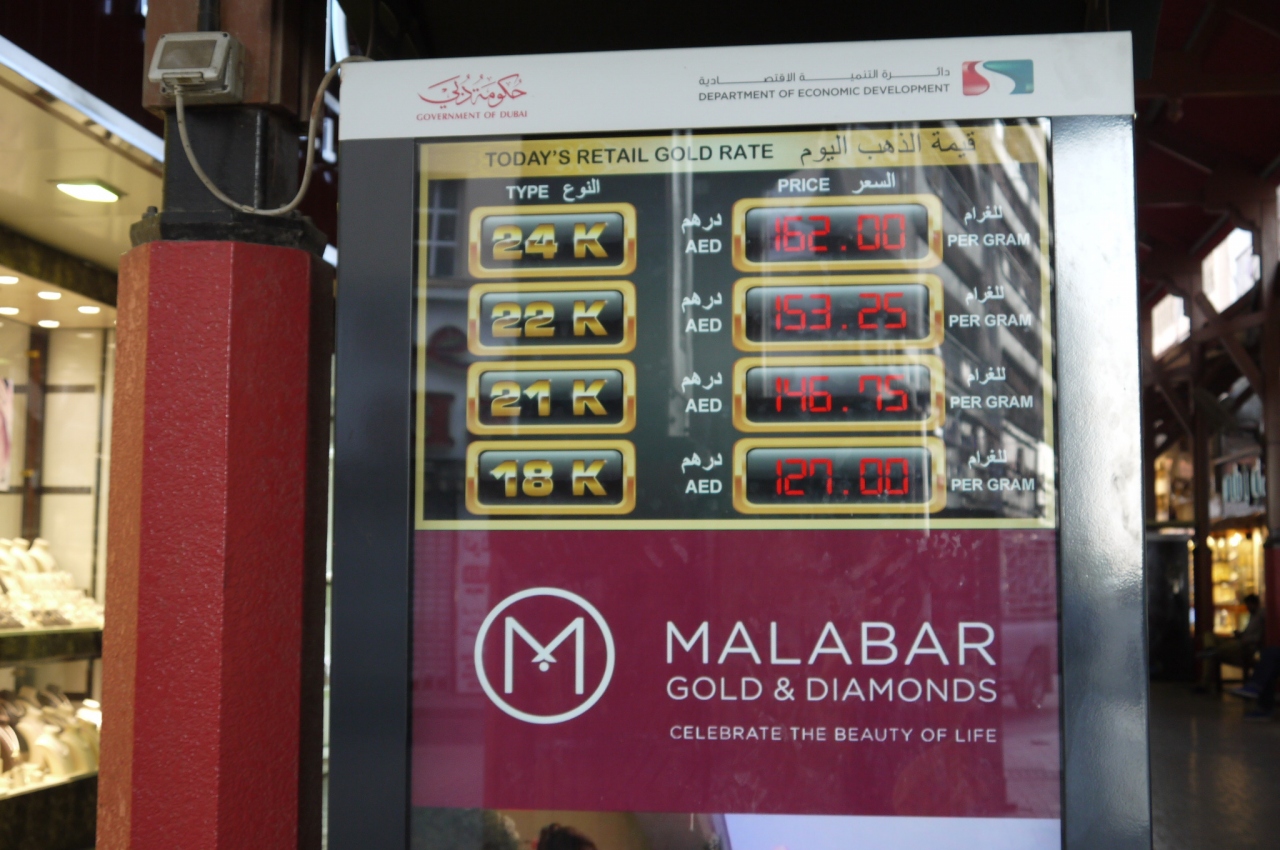 حكومة دبي
GOVERNMENT OF DUBAI
دائرة التنمية الاقتصادية
DEPARTMENT OF ECONOMIC DEVELOPMENT
TODAY'S RETAIL GOLD RATE قيمة الذهب اليوم
TYPE النوع PRICE السعر
24 K درهم AED 162.00 للغرام PER GRAM
22 K درهم AED 153.25 للغرام PER GRAM
21 K درهم AED 146.75 للغرام PER GRAM
18 K درهم AED 127.00 للغرام PER GRAM
M
MALABAR
GOLD & DIAMONDS
CELEBRATE THE BEAUTY OF LIFE